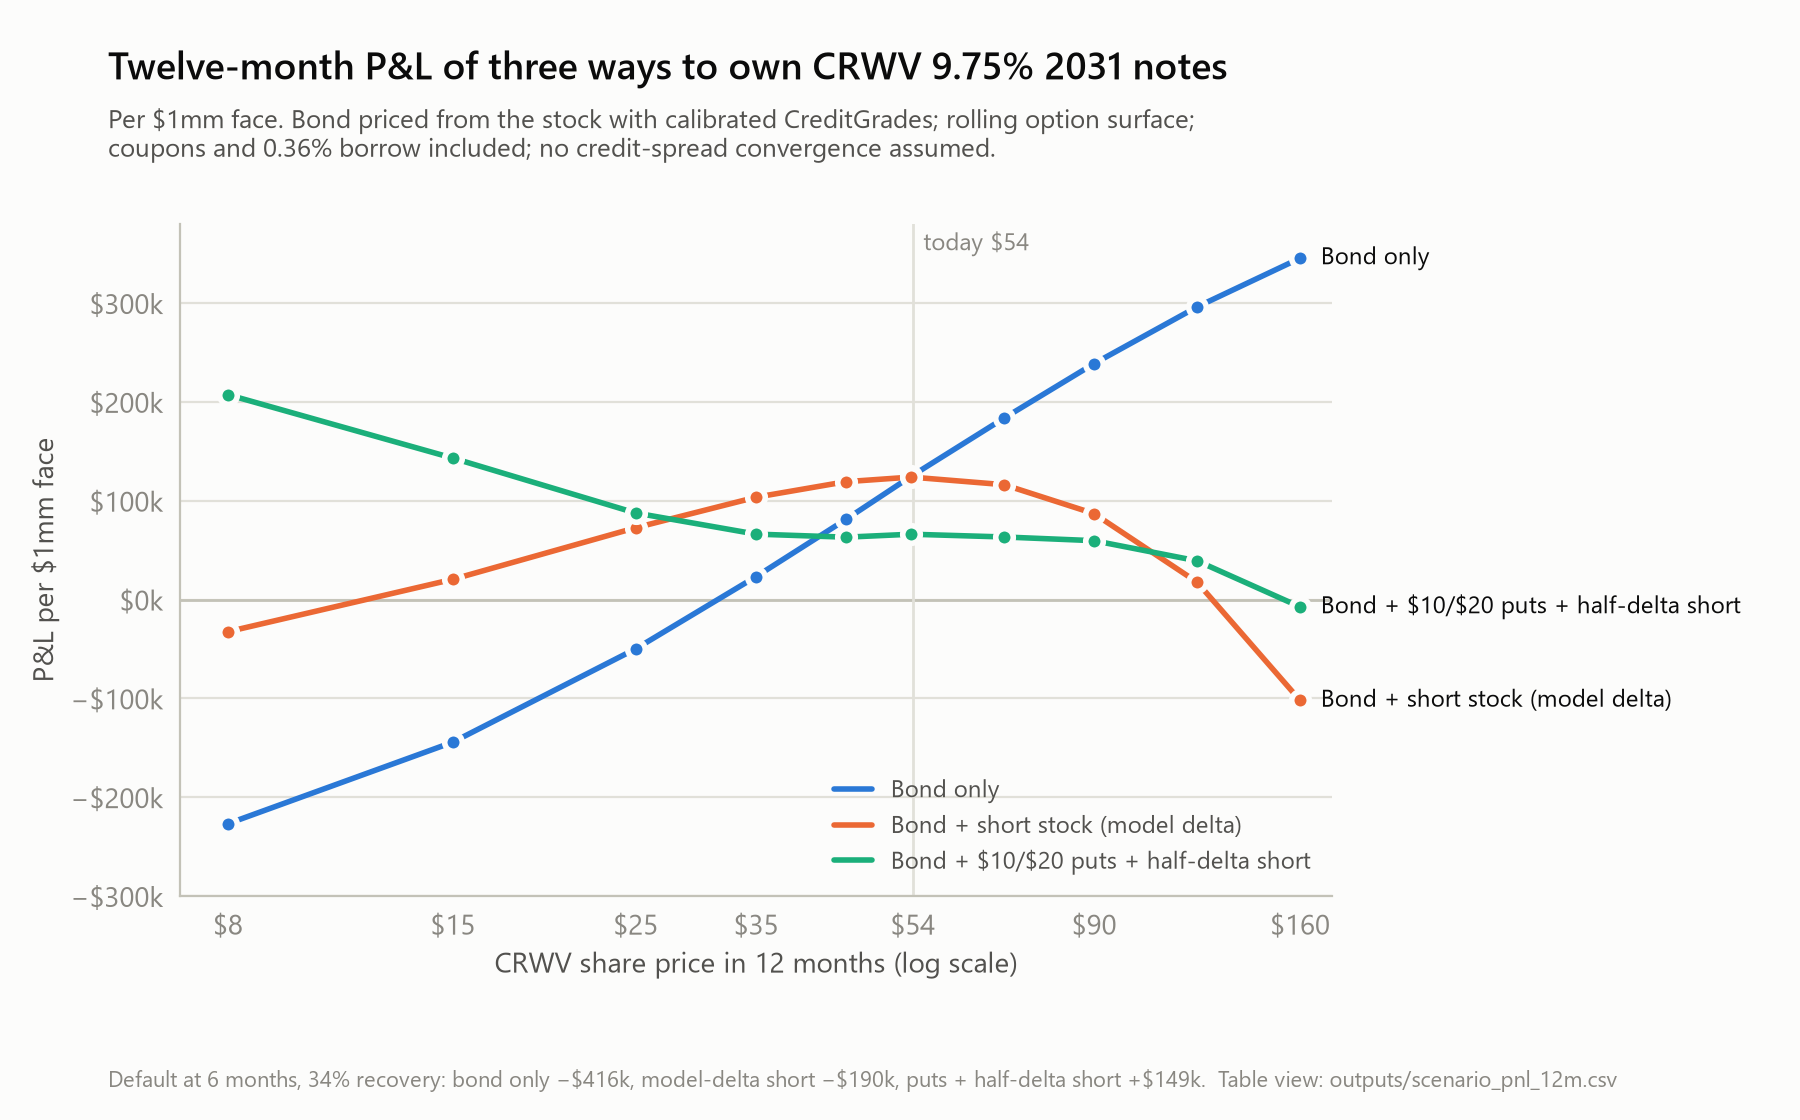 Twelve-month P&L of three ways to own CRWV 9.75% 2031 notes
Per $1mm face. Bond priced from the stock with calibrated CreditGrades; rolling option surface;
coupons and 0.36% borrow included; no credit-spread convergence assumed.
today $54
Bond only
$300k
$200k
$100k
$0k
−$100k
−$200k
−$300k
P&L per $1mm face
Bond + $10/$20 puts + half-delta short
Bond + short stock (model delta)
Bond only
Bond + short stock (model delta)
Bond + $10/$20 puts + half-delta short
$8
$15
$25
$35
$54
$90
$160
CRWV share price in 12 months (log scale)
Default at 6 months, 34% recovery: bond only −$416k, model-delta short −$190k, puts + half-delta short +$149k.  Table view: outputs/scenario_pnl_12m.csv